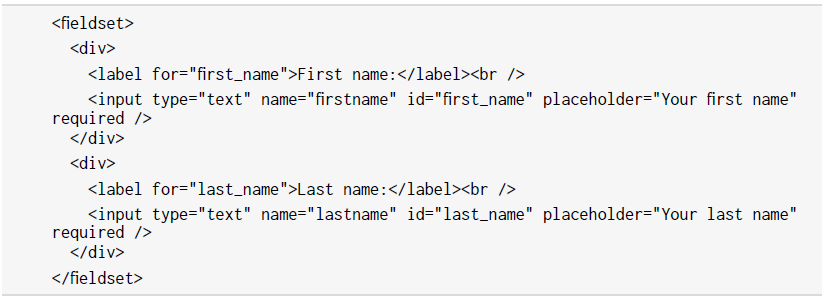 <fieldset>
<div>
<label for="first_name">First name:</label><br />
<input type="text" name="firstname" id="first_name" placeholder="Your first name"
required />
</div>
<div>
<label for="last_name">Last name:</label><br />
<input type="text" name="lastname" id="last_name" placeholder="Your last name"
required />
</div>
</fieldset>